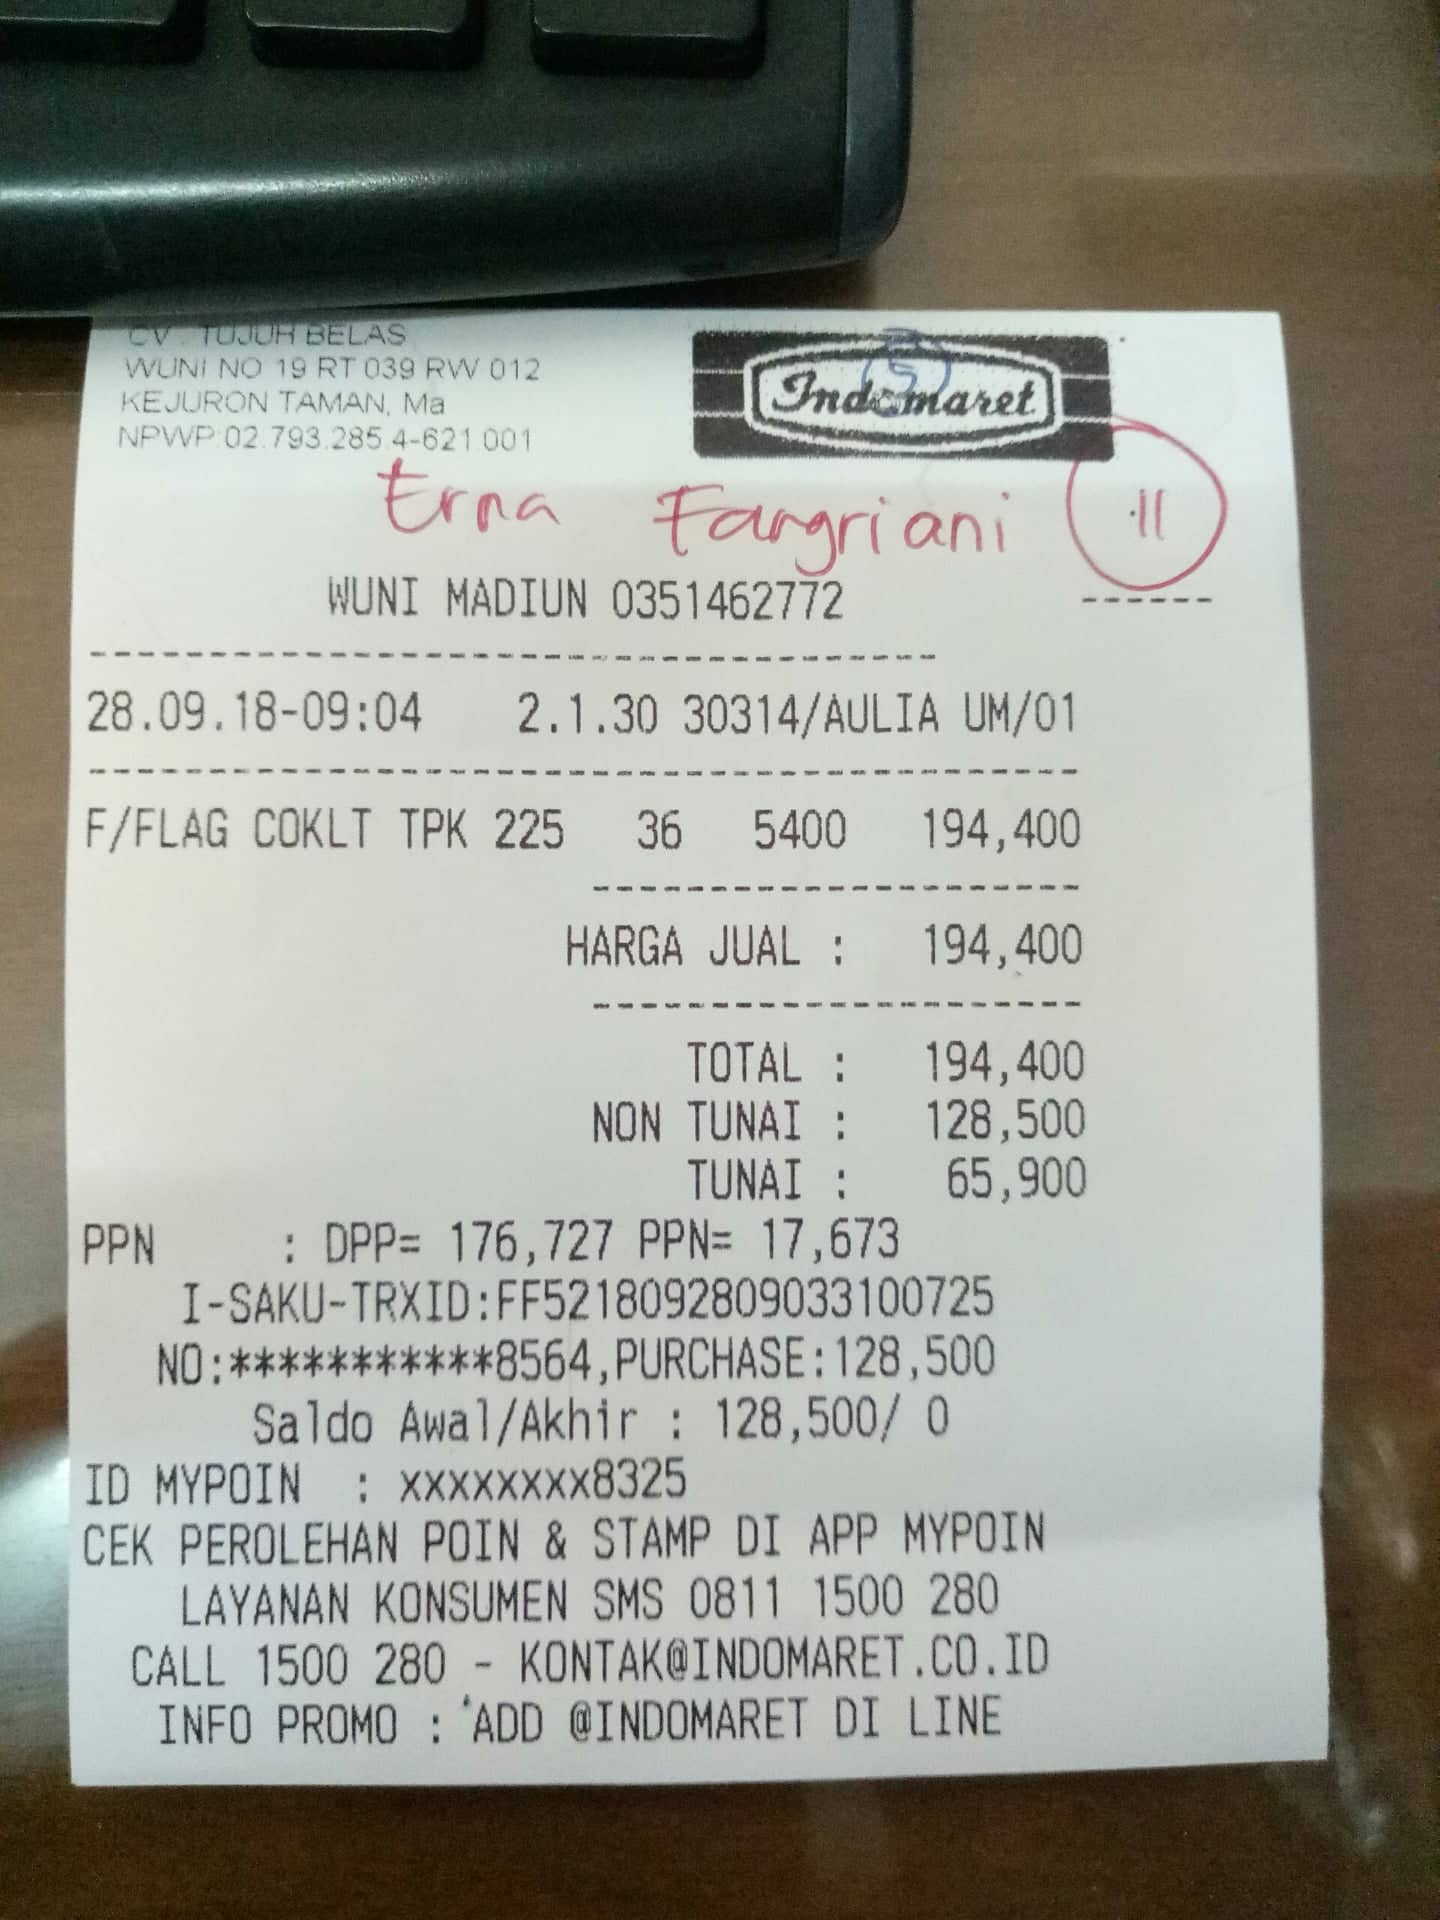 CV. TUJUH BELAS
WUNI NO 19 RT 039 RW 012
KEJURON TAMAN, Ma
NPWP:02.793.285.4-621.001
Indomaret
5
Erna Fangriani 11
WUNI MADIUN 0351462772 ------
-----------------------------------
28.09.18-09:04 2.1.30 30314/AULIA UM/01
-----------------------------------------
F/FLAG COKLT TPK 225 36 5400 194,400
--------------------
HARGA JUAL : 194,400
--------------------
TOTAL : 194,400
NON TUNAI : 128,500
TUNAI : 65,900
PPN : DPP= 176,727 PPN= 17,673
I-SAKU-TRXID:FF5218092809033100725
NO:***********8564,PURCHASE:128,500
Saldo Awal/Akhir : 128,500/ 0
ID MYPOIN : xxxxxxxx8325
CEK PEROLEHAN POIN & STAMP DI APP MYPOIN
LAYANAN KONSUMEN SMS 0811 1500 280
CALL 1500 280 - KONTAK@INDOMARET.CO.ID
INFO PROMO : ADD @INDOMARET DI LINE